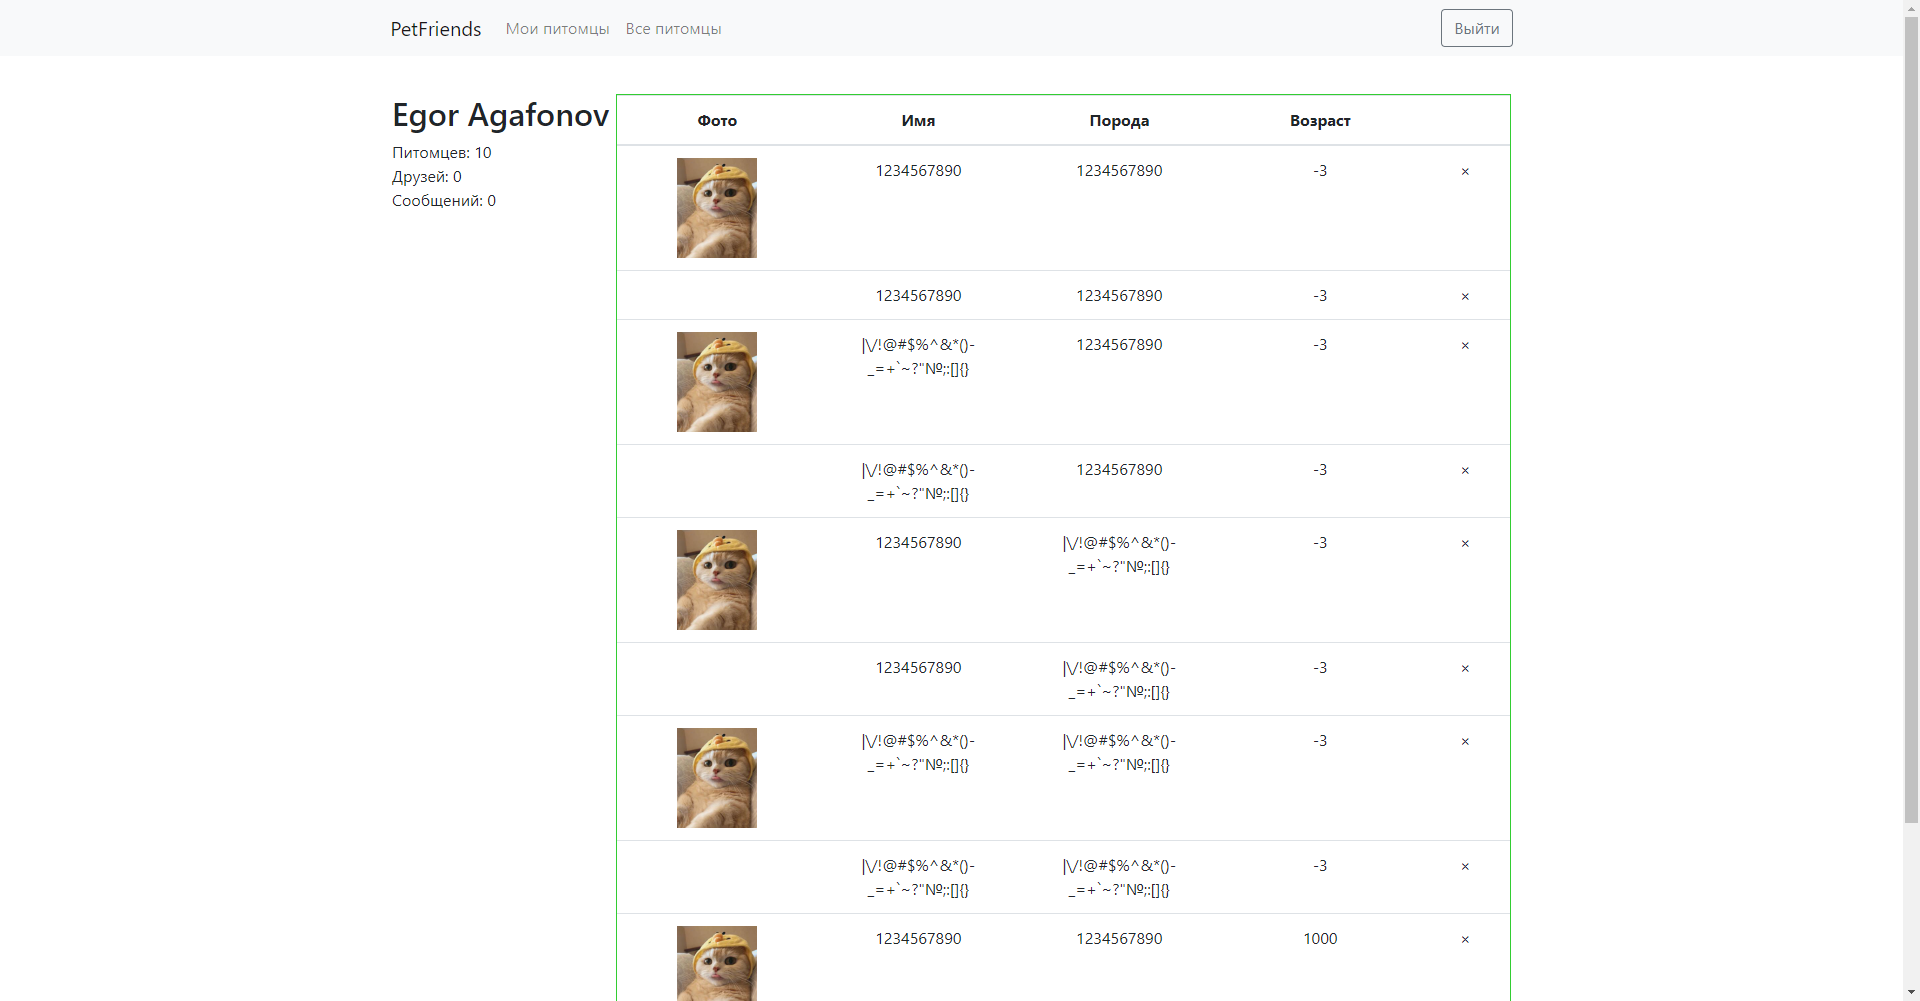 PetFriends Мои питомцы Все питомцы Выйти
Egor Agafonov
Питомцев: 10
Друзей: 0
Сообщений: 0
Фото Имя Порода Возраст
1234567890 1234567890 -3 ×
1234567890 1234567890 -3 ×
|\/!@#$%^&*()- 1234567890 -3 ×
_=+`~?"№;:[]{}
|\/!@#$%^&*()- 1234567890 -3 ×
_=+`~?"№;:[]{}
1234567890 |\/!@#$%^&*()- -3 ×
_=+`~?"№;:[]{}
1234567890 |\/!@#$%^&*()- -3 ×
_=+`~?"№;:[]{}
|\/!@#$%^&*()- |\/!@#$%^&*()- -3 ×
_=+`~?"№;:[]{} _=+`~?"№;:[]{}
|\/!@#$%^&*()- |\/!@#$%^&*()- -3 ×
_=+`~?"№;:[]{} _=+`~?"№;:[]{}
1234567890 1234567890 1000 ×